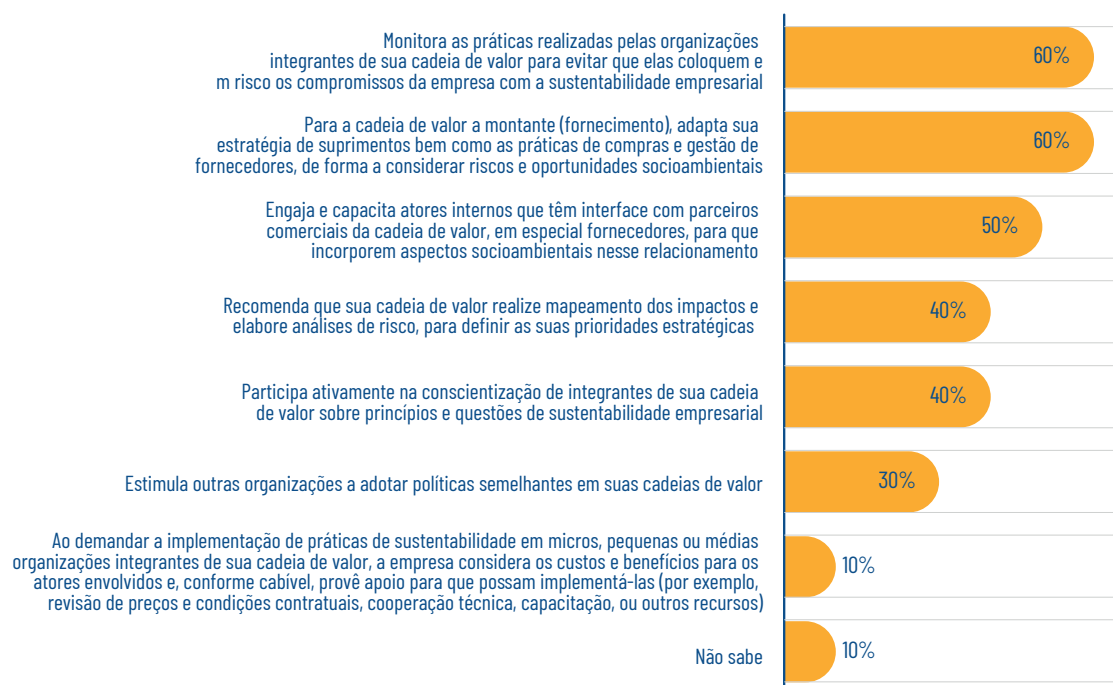 Monitora as práticas realizadas pelas organizações
integrantes de sua cadeia de valor para evitar que elas coloquem e
m risco os compromissos da empresa com a sustentabilidade empresarial
60%
Para a cadeia de valor a montante (fornecimento), adapta sua
estratégia de suprimentos bem como as práticas de compras e gestão de
fornecedores, de forma a considerar riscos e oportunidades socioambientais
60%
Engaja e capacita atores internos que têm interface com parceiros
comerciais da cadeia de valor, em especial fornecedores, para que
incorporem aspectos socioambientais nesse relacionamento
50%
Recomenda que sua cadeia de valor realize mapeamento dos impactos e
elabore análises de risco, para definir as suas prioridades estratégicas
40%
Participa ativamente na conscientização de integrantes de sua cadeia
de valor sobre princípios e questões de sustentabilidade empresarial
40%
Estimula outras organizações a adotar políticas semelhantes em suas cadeias de valor
30%
Ao demandar a implementação de práticas de sustentabilidade em micros, pequenas ou médias
organizações integrantes de sua cadeia de valor, a empresa considera os custos e benefícios para os
atores envolvidos e, conforme cabível, provê apoio para que possam implementá-las (por exemplo,
revisão de preços e condições contratuais, cooperação técnica, capacitação, ou outros recursos)
10%
Não sabe
10%